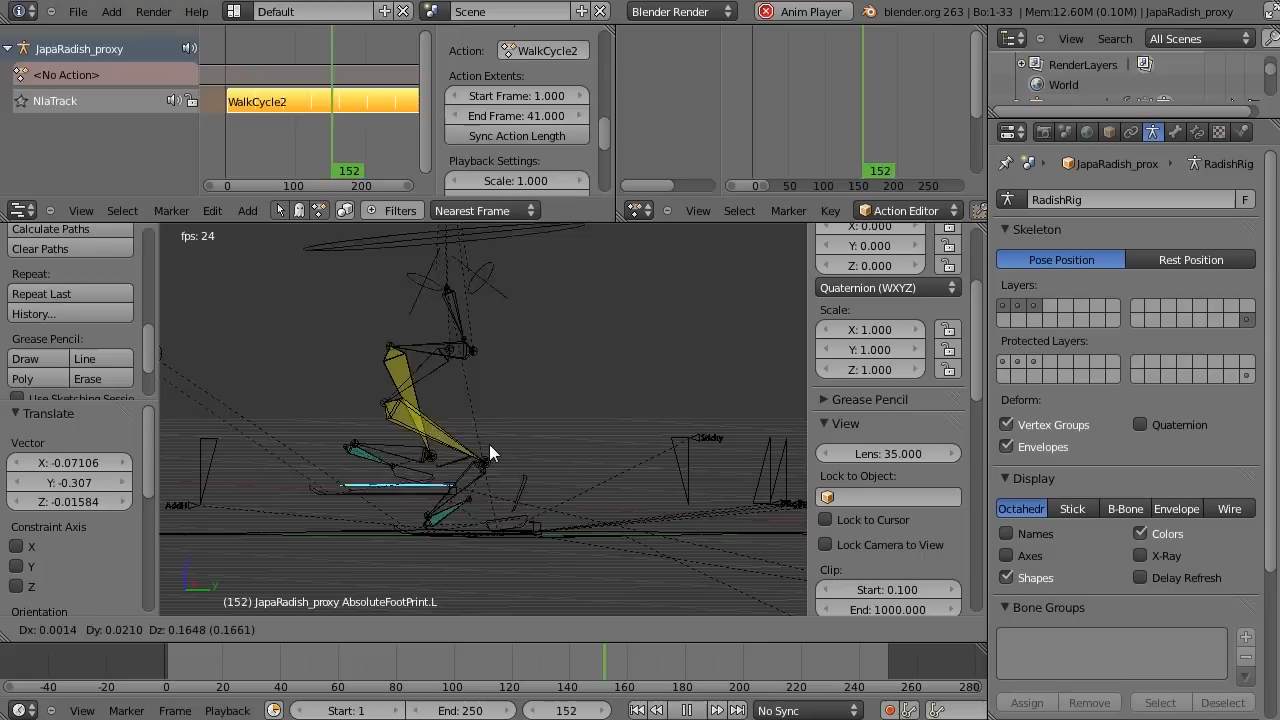 File Add Render Help Default Scene Blender Render Anim Player blender.org 263 | Bo:1-33 | Mem:12.60M (0.10M) | JapaRadish_proxy
JapaRadish_proxy
<No Action>
NlaTrack
WalkCycle2
152
0 100 200
Action: WalkCycle2
Action Extents:
Start Frame: 1.000
End Frame: 41.000
Sync Action Length
Playback Settings:
Scale: 1.000
152
0 50 100 150 200 250
View Select Marker Edit Add Filters Nearest Frame
View Select Marker Key Action Editor
View Search All Scenes
RenderLayers
World
JapaRadish_prox RadishRig
RadishRig F
Skeleton
Pose Position Rest Position
Layers:
Protected Layers:
Deform:
Vertex Groups Quaternion
Envelopes
Display
Octahedr Stick B-Bone Envelope Wire
Names Colors
Axes X-Ray
Shapes Delay Refresh
Bone Groups
Assign Remove Select Deselect
Calculate Paths
Clear Paths
Repeat:
Repeat Last
History...
Grease Pencil:
Draw Line
Poly Erase
Use Sketching Sessio
Translate
Vector
X: -0.07106
Y: -0.307
Z: -0.01584
Constraint Axis
X
Y
Z
Orientation
fps: 24
(152) JapaRadish_proxy AbsoluteFootPrint.L
X: 0.000
Y: 0.000
Z: 0.000
Quaternion (WXYZ)
Scale:
X: 1.000
Y: 1.000
Z: 1.000
Grease Pencil
View
Lens: 35.000
Lock to Object:
Lock to Cursor
Lock Camera to View
Clip:
Start: 0.100
End: 1000.000
Dx: 0.0014 Dy: 0.0210 Dz: 0.1648 (0.1661)
-40 -20 0 20 40 60 80 100 120 140 160 180 200 220 240 260 280
View Marker Frame Playback Start: 1 End: 250 152 No Sync